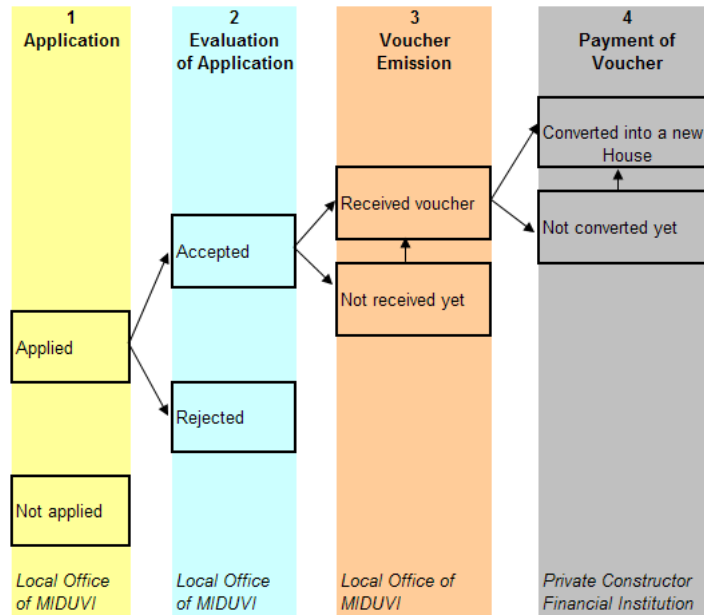 1
Application
2
Evaluation
of Application
3
Voucher
Emission
4
Payment of
Voucher
Applied
Not applied
Accepted
Rejected
Received voucher
Not received yet
Converted into a new
House
Not converted yet
Local Office
of MIDUVI
Local Office
of MIDUVI
Local Office of
MIDUVI
Private Constructor
Financial Institution